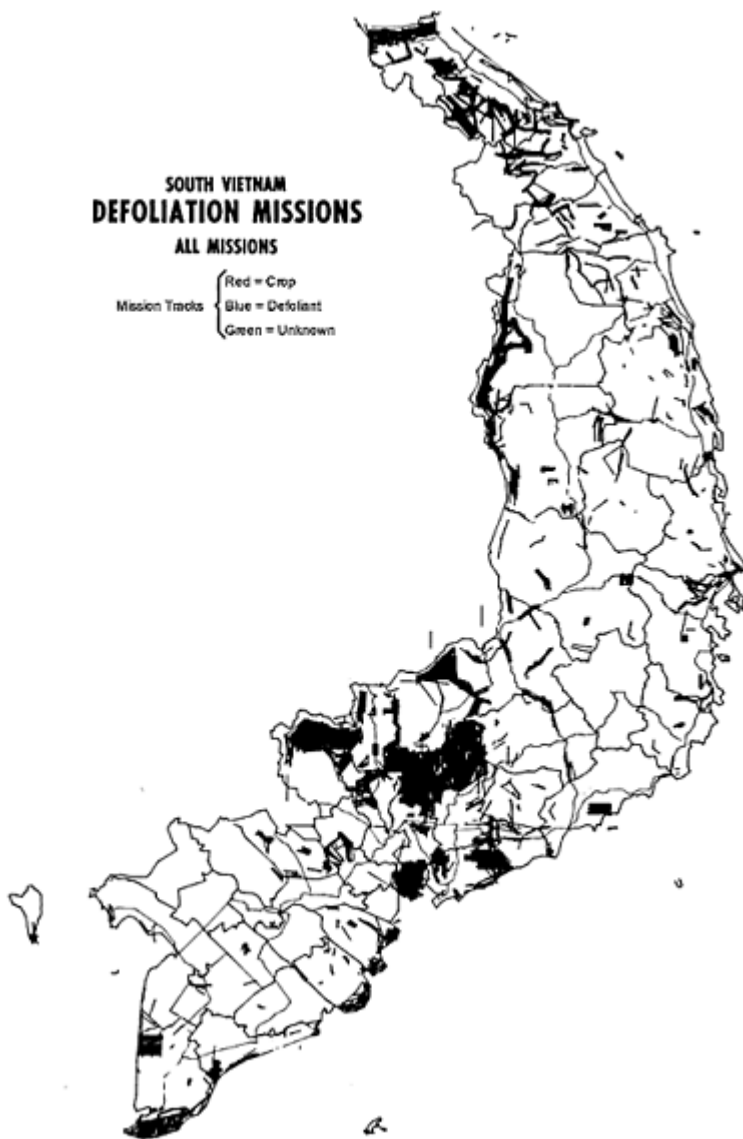 SOUTH VIETNAM
DEFOLIATION MISSIONS
ALL MISSIONS
Mission Tracks
Red = Crop
Blue = Defoliant
Green = Unknown